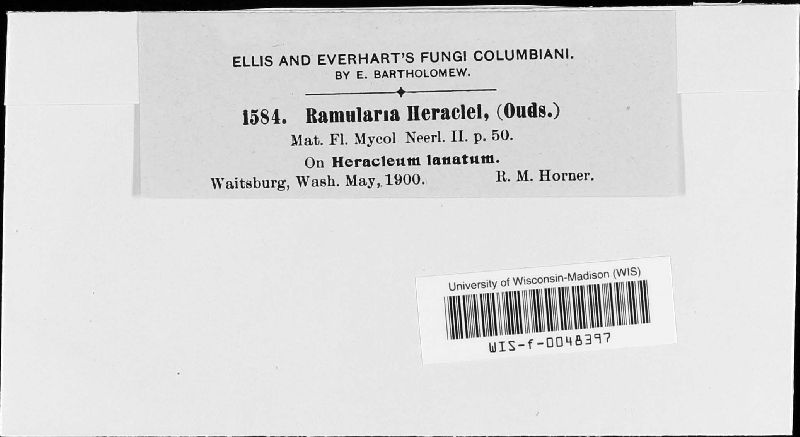 ELLIS AND EVERHART'S FUNGI COLUMBIANI.
BY E. BARTHOLOMEW.
1584. Ramularia Heraclei, (Ouds.)
Mat. Fl. Mycol Neerl. II. p. 50.
On Heracleum lanatum.
Waitsburg, Wash. May, 1900. R. M. Horner.
University of Wisconsin-Madison (WIS)
WIS-f-0048397